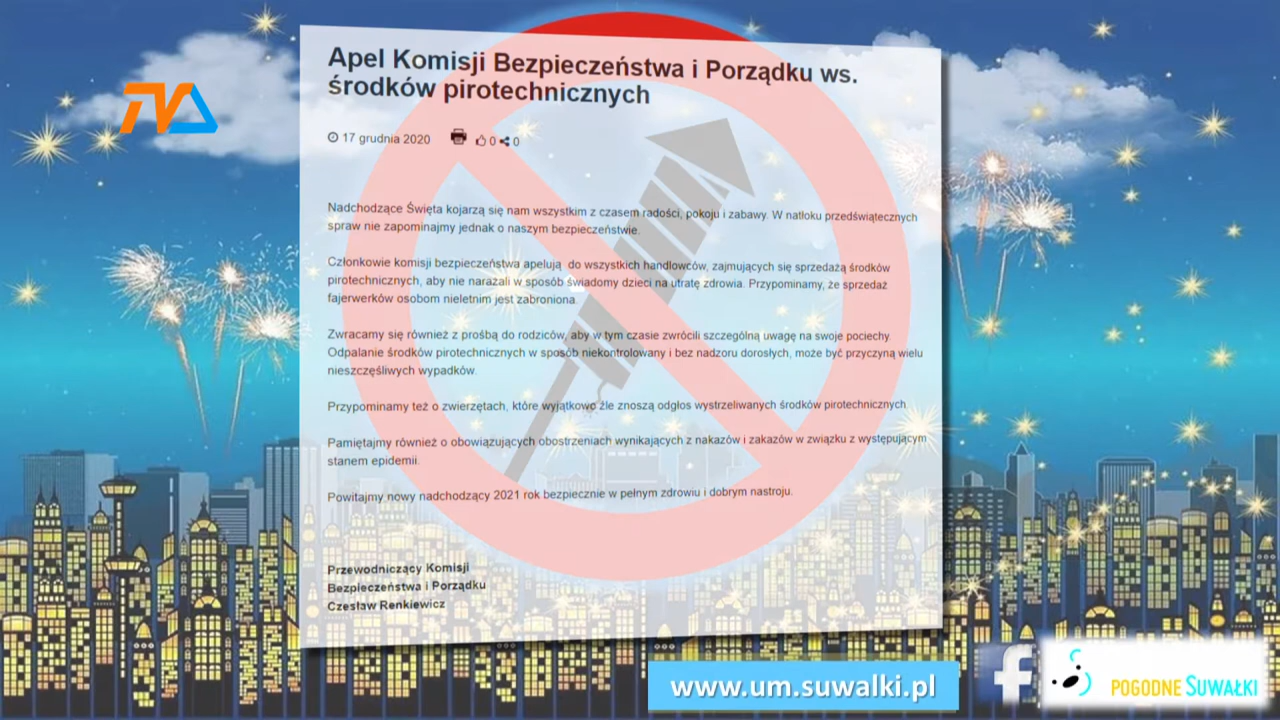 TVA
Apel Komisji Bezpieczeństwa i Porządku ws.
środków pirotechnicznych
17 grudnia 2020 0 0
Nadchodzące Święta kojarzą się nam wszystkim z czasem radości, pokoju i zabawy. W natłoku przedświątecznych
spraw nie zapominajmy jednak o naszym bezpieczeństwie.
Członkowie komisji bezpieczeństwa apelują do wszystkich handlowców, zajmujących się sprzedażą środków
pirotechnicznych, aby nie narażali w sposób świadomy dzieci na utratę zdrowia. Przypominamy, że sprzedaż
fajerwerków osobom nieletnim jest zabroniona.
Zwracamy się również z prośbą do rodziców, aby w tym czasie zwrócili szczególną uwagę na swoje pociechy.
Odpalanie środków pirotechnicznych w sposób niekontrolowany i bez nadzoru dorosłych, może być przyczyną wielu
nieszczęśliwych wypadków.
Przypominamy też o zwierzętach, które wyjątkowo źle znoszą odgłos wystrzeliwanych środków pirotechnicznych.
Pamiętajmy również o obowiązujących obostrzeniach wynikających z nakazów i zakazów w związku z występującym
stanem epidemii.
Powitajmy nowy nadchodzący 2021 rok bezpiecznie w pełnym zdrowiu i dobrym nastroju.
Przewodniczący Komisji
Bezpieczeństwa i Porządku
Czesław Renkiewicz
www.um.suwalki.pl
f
POGODNE SUWAŁKI